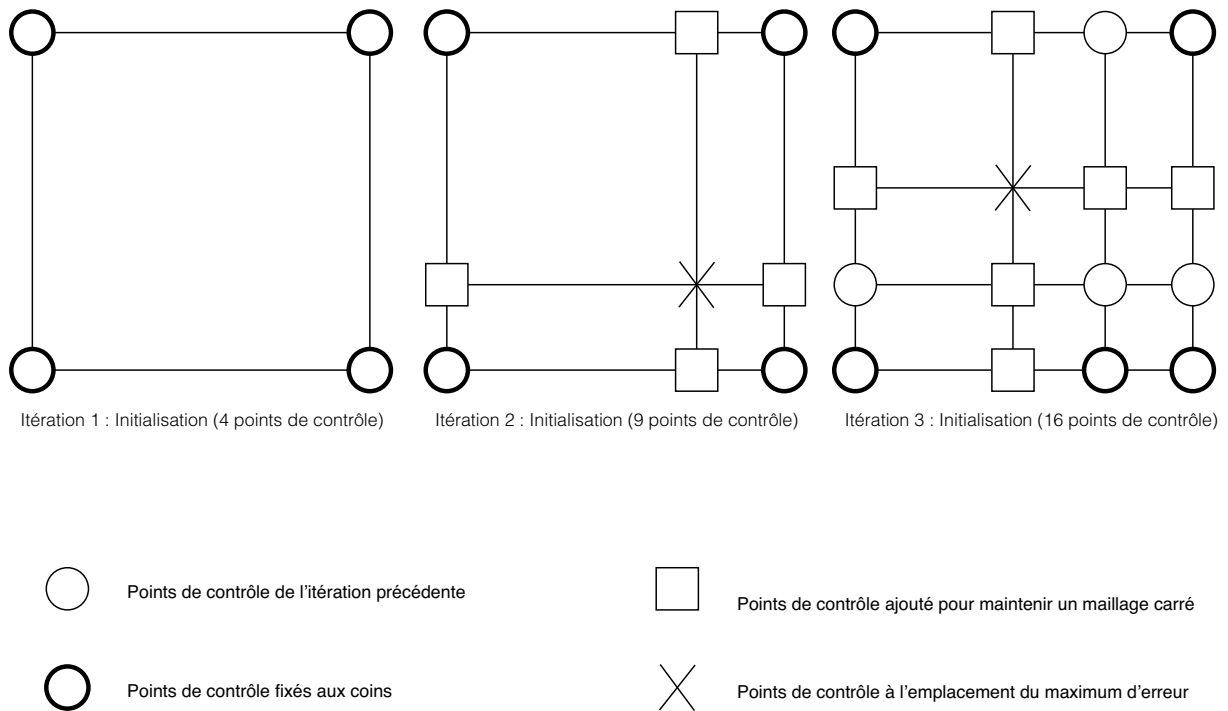 Itération 1 : Initialisation (4 points de contrôle)
Itération 2 : Initialisation (9 points de contrôle)
Itération 3 : Initialisation (16 points de contrôle)
Points de contrôle de l'itération précédente
Points de contrôle ajouté pour maintenir un maillage carré
Points de contrôle fixés aux coins
Points de contrôle à l'emplacement du maximum d'erreur